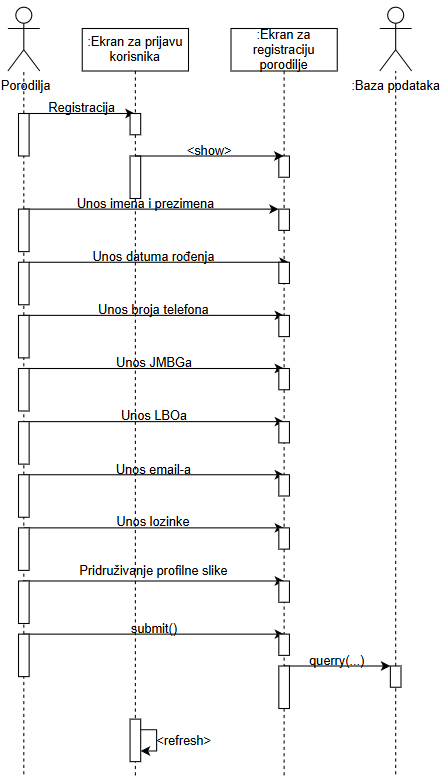 :Ekran za prijavu
korisnika
:Ekran za
registraciju
porodilje
Porodilja
:Baza podataka
Registracija
<show>
Unos imena i prezimena
Unos datuma rođenja
Unos broja telefona
Unos JMBGa
Unos LBOa
Unos email-a
Unos lozinke
Pridruživanje profilne slike
submit()
querry(...)
<refresh>